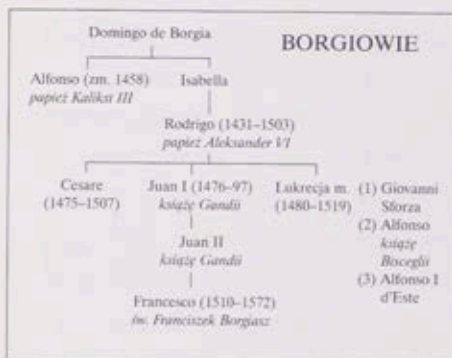 BORGIOWIE
Domingo de Borgia
Alfonso (zm. 1458) Isabella
papież Kalikst III
Rodrigo (1431–1503)
papież Aleksander VI
Cesare Juan I (1476–97) Lukrecja m. (1) Giovanni
(1475–1507) książę Gandii (1480–1519) Sforza
(2) Alfonso
Juan II książę
książę Gandii Bisceglii
(3) Alfonso I
Francesco (1510–1572) d'Este
św. Franciszek Borgiasz